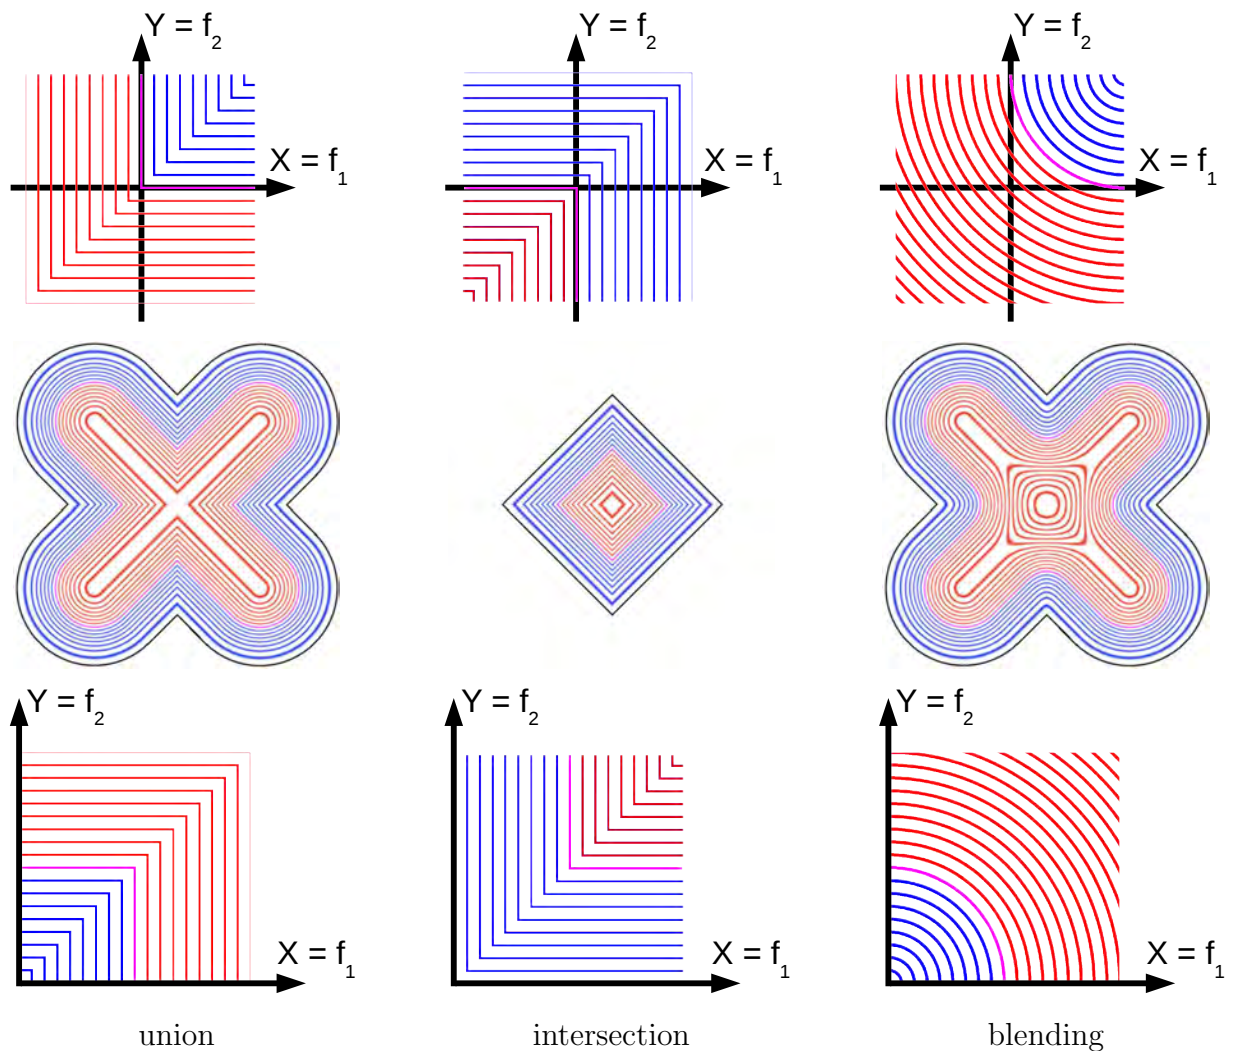 Y = f2
Y = f2
Y = f2
X = f1
X = f1
X = f1
Y = f2
Y = f2
Y = f2
X = f1
X = f1
X = f1
union
intersection
blending